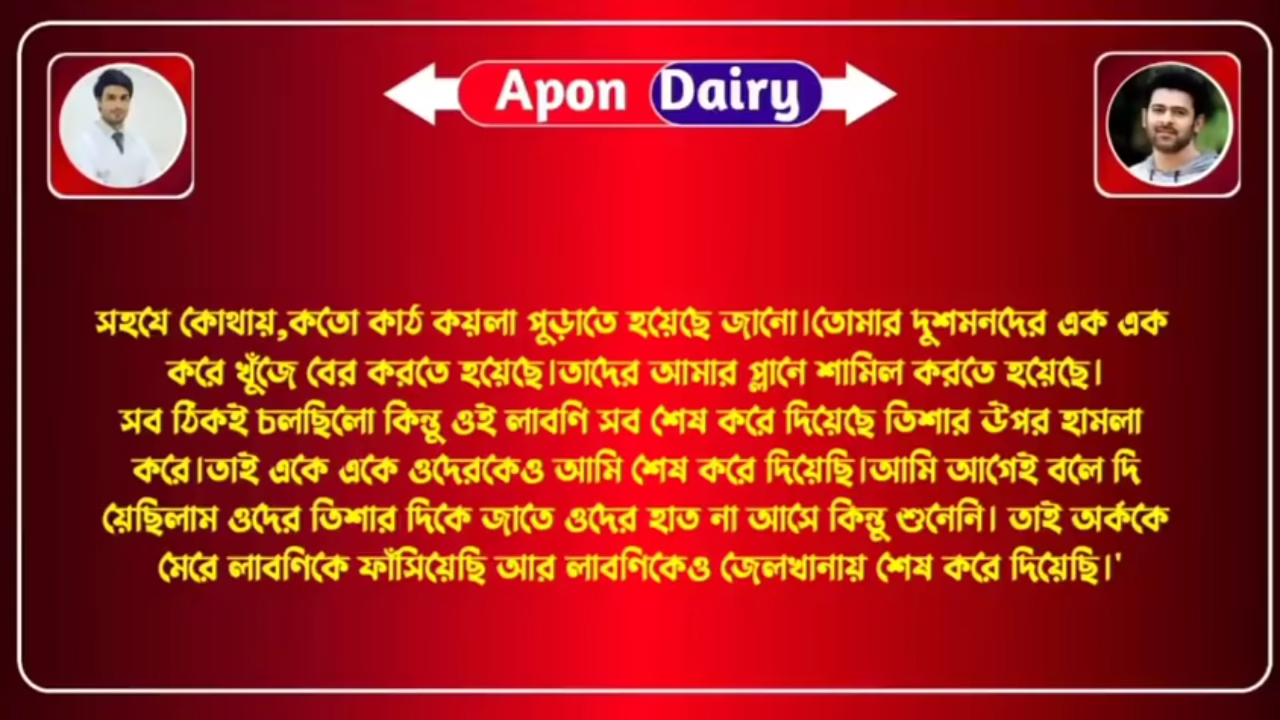 Apon Dairy
সহযে কোথায়,কতো কাঠ কয়লা পুড়াতে হয়েছে জানো।তোমার দুশমনদের এক এক
করে খুঁজে বের করতে হয়েছে।তাদের আমার প্লানে শামিল করতে হয়েছে।
সব ঠিকই চলছিলো কিন্তু ওই লাবণি সব শেষ করে দিয়েছে তিশার উপর হামলা
করে।তাই একে একে ওদেরকেও আমি শেষ করে দিয়েছি।আমি আগেই বলে দি
য়েছিলাম ওদের তিশার দিকে জাতে ওদের হাত না আসে কিন্তু শুনেনি। তাই অর্ককে
মেরে লাবণিকে ফাঁসিয়েছি আর লাবণিকেও জেলখানায় শেষ করে দিয়েছি।'